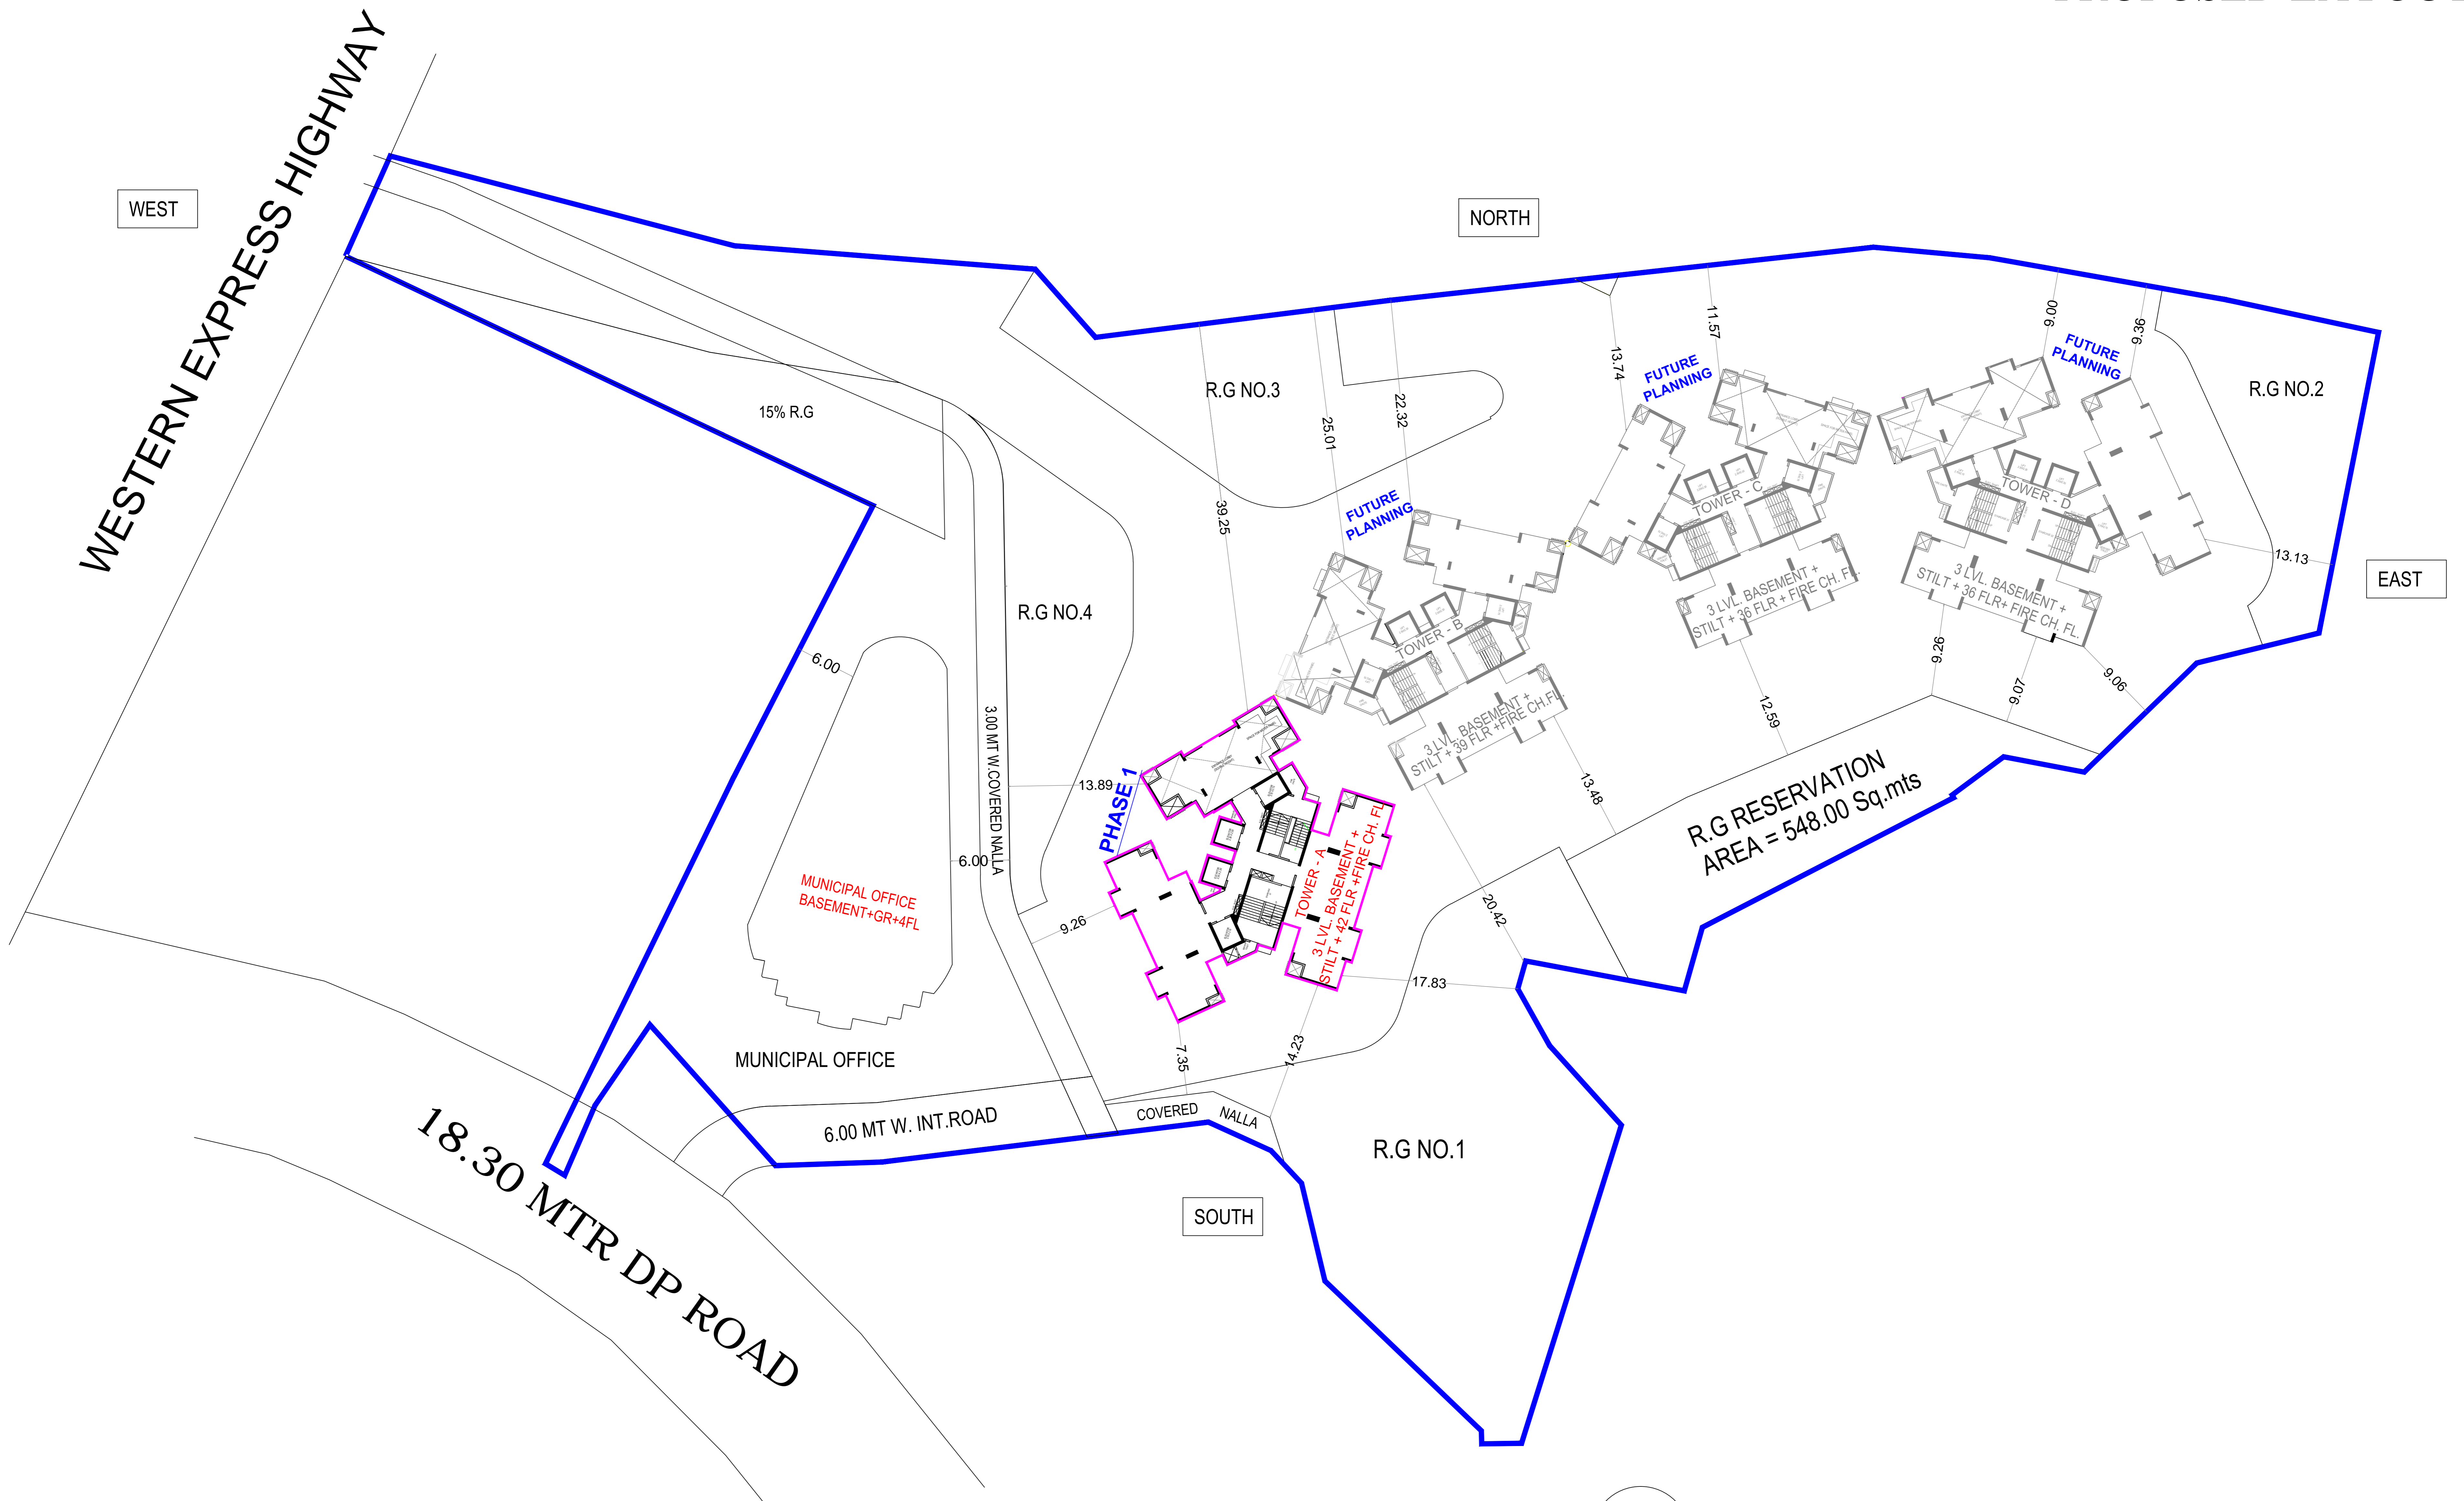 WESTERN EXPRESS HIGHWAY
WEST
NORTH
EAST
SOUTH
15% R.G
R.G NO.3
R.G NO.2
R.G NO.4
R.G NO.1
39.25
25.01
22.32
13.74
11.57
9.00
9.36
13.13
FUTURE
PLANNING
FUTURE
PLANNING
FUTURE
PLANNING
TOWER - B
3 LVL. BASEMENT +
STILT + 39 FLR +FIRE CH.FL.
TOWER - C
3 LVL. BASEMENT +
STILT + 36 FLR + FIRE CH. FL.
TOWER - D
3 LVL. BASEMENT +
STILT + 36 FLR+ FIRE CH. FL.
9.26
9.07
9.06
12.59
13.48
20.42
17.83
14.23
7.35
9.26
13.89
6.00
6.00
PHASE 1
TOWER - A
3 LVL. BASEMENT +
STILT + 42 FLR +FIRE CH. FL
3.00 MT W.COVERED NALLA
R.G RESERVATION
AREA = 548.00 Sq.mts
MUNICIPAL OFFICE
BASEMENT+GR+4FL
MUNICIPAL OFFICE
6.00 MT W. INT.ROAD
COVERED NALLA
18.30 MTR DP ROAD